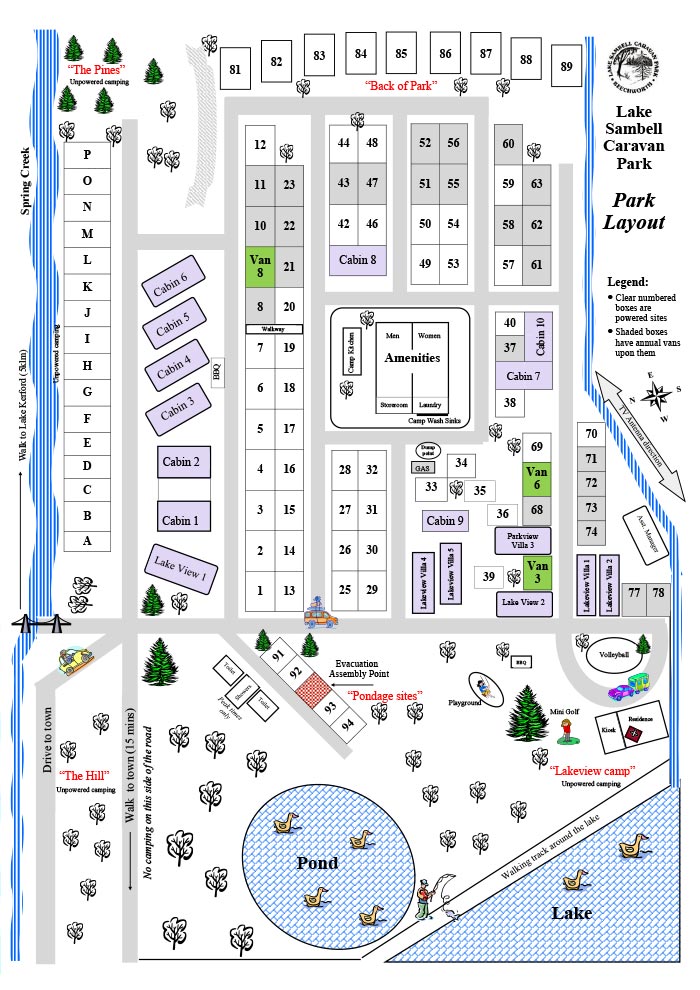 LAKE SAMBELL CARAVAN PARK
BEECHWORTH
Lake
Sambell
Caravan
Park
Park
Layout
Legend:
• Clear numbered
boxes are
powered sites
• Shaded boxes
have annual vans
upon them
E
N
S
W
TV Antenna direction
"The Pines"
Unpowered camping
81
82
83
84
85
86
87
88
89
"Back of Park"
Spring Creek
Walk to Lake Kerford (5klm)
Unpowered camping
P
O
N
M
L
K
J
I
H
G
F
E
D
C
B
A
Cabin 6
Cabin 5
Cabin 4
Cabin 3
BBQ
Cabin 2
Cabin 1
Lake View 1
12
11 23
10 22
Van
8
21
8 20
Walkway
7 19
6 18
5 17
4 16
3 15
2 14
1 13
44 48
43 47
42 46
Cabin 8
52 56
51 55
50 54
49 53
60
59 63
58 62
57 61
Camp Kitchen
Men Women
Amenities
Storeroom Laundry
Camp Wash Sinks
40
37
Cabin 10
Cabin 7
38
28 32
27 31
26 30
25 29
Dump
point
GAS
34
33
35
36
Cabin 9
69
Van
6
68
Parkview
Villa 3
Lakeview Villa 4
Lakeview Villa 5
39
Van
3
Lake View 2
70
71
72
73
74
Lakeview Villa 1
Lakeview Villa 2
Asst. Manager
77 78
91
92
93
94
Evacuation
Assembly Point
"Pondage sites"
Toilet
Showers
Toilet
Peak times
only
BBQ
Playground
Volleyball
Mini Golf
Kiosk
Residence
"Lakeview camp"
Unpowered camping
Drive to town
Walk to town (15 mins)
No camping on this side of the road
"The Hill"
Unpowered camping
Pond
Walking track around the lake
Lake